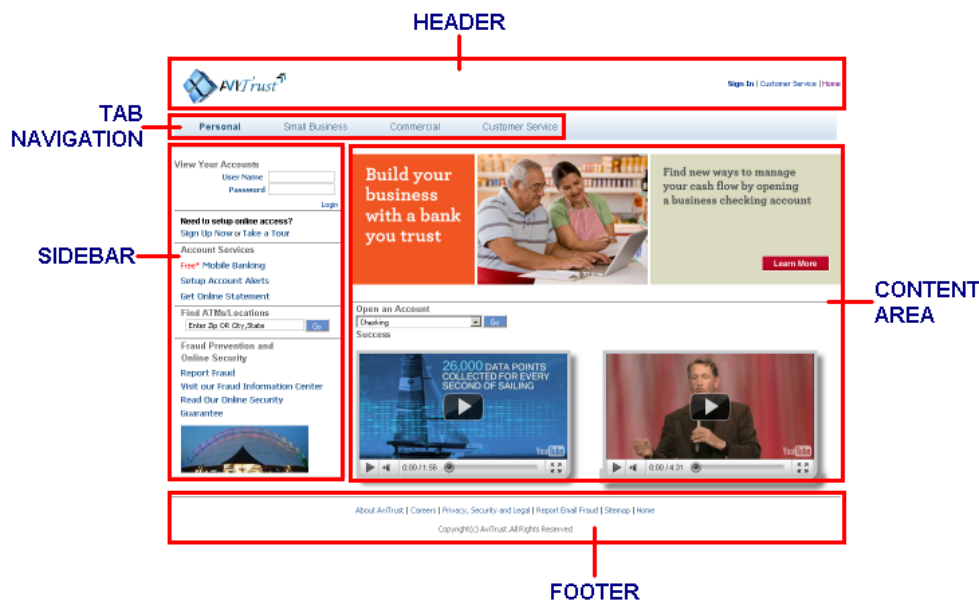 HEADER
AVITrust
Sign In | Customer Service | Home
TAB
NAVIGATION
Personal Small Business Commercial Customer Service
View Your Accounts
User Name
Password
Login
Need to setup online access?
Sign Up Now or Take a Tour
SIDEBAR
Account Services
Free* Mobile Banking
Setup Account Alerts
Get Online Statement
Find ATMs/Locations
Enter Zip OR City,State Go
Fraud Prevention and
Online Security
Report Fraud
Visit our Fraud Information Center
Read Our Online Security
Guarantee
Build your
business
with a bank
you trust
Find new ways to manage
your cash flow by opening
a business checking account
Learn More
CONTENT
AREA
Open an Account
Checking Go
Success
26,000 DATA POINTS
COLLECTED FOR EVERY
SECOND OF SAILING
YouTube
0:00 / 1:56
YouTube
0:00 / 4:31
About AviTrust | Careers | Privacy, Security and Legal | Report Email Fraud | Sitemap | Home
Copyright(c) AviTrust.All Rights Reserved
FOOTER